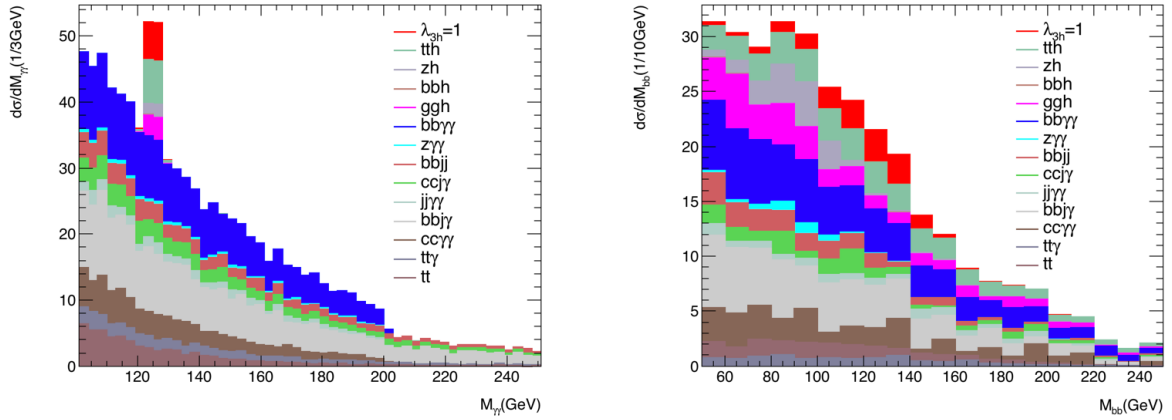 dσ/dM_γγ(1/3GeV)
50
40
30
20
10
0
120 140 160 180 200 220 240
M_γγ(GeV)
λ_3h=1
tth
zh
bbh
ggh
bbγγ
zγγ
bbjj
ccjγ
jjγγ
bbjγ
ccγγ
ttγ
tt
dσ/dM_bb(1/10GeV)
30
25
20
15
10
5
0
60 80 100 120 140 160 180 200 220 240
M_bb(GeV)
λ_3h=1
tth
zh
bbh
ggh
bbγγ
zγγ
bbjj
ccjγ
jjγγ
bbjγ
ccγγ
ttγ
tt